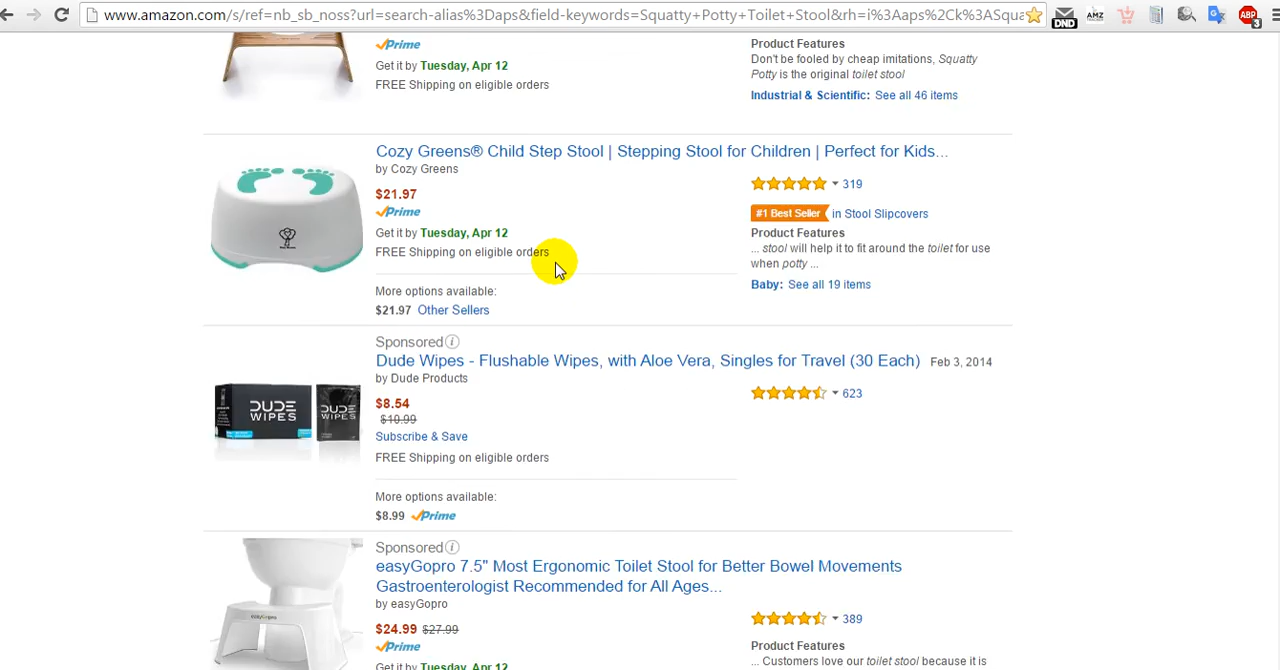 www.amazon.com/s/ref=nb_sb_noss?url=search-alias%3Daps&field-keywords=Squatty+Potty+Toilet+Stool&rh=i%3Aaps%2Ck%3ASqua
DND
AMZ
ABP
3
Prime
Get it by Tuesday, Apr 12
FREE Shipping on eligible orders
Product Features
Don't be fooled by cheap imitations, Squatty
Potty is the original toilet stool
Industrial & Scientific: See all 46 items
Cozy Greens® Child Step Stool | Stepping Stool for Children | Perfect for Kids...
by Cozy Greens
$21.97
Prime
Get it by Tuesday, Apr 12
FREE Shipping on eligible orders
More options available:
$21.97 Other Sellers
319
#1 Best Seller in Stool Slipcovers
Product Features
... stool will help it to fit around the toilet for use
when potty ...
Baby: See all 19 items
Sponsored
Dude Wipes - Flushable Wipes, with Aloe Vera, Singles for Travel (30 Each) Feb 3, 2014
by Dude Products
$8.54
$10.99
Subscribe & Save
FREE Shipping on eligible orders
More options available:
$8.99 Prime
623
DUDE
WIPES
DUDE
WIPES
Sponsored
easyGopro 7.5" Most Ergonomic Toilet Stool for Better Bowel Movements
Gastroenterologist Recommended for All Ages...
by easyGopro
$24.99 $27.99
Prime
Get it by Tuesday, Apr 12
389
Product Features
... Customers love our toilet stool because it is
easyGopro